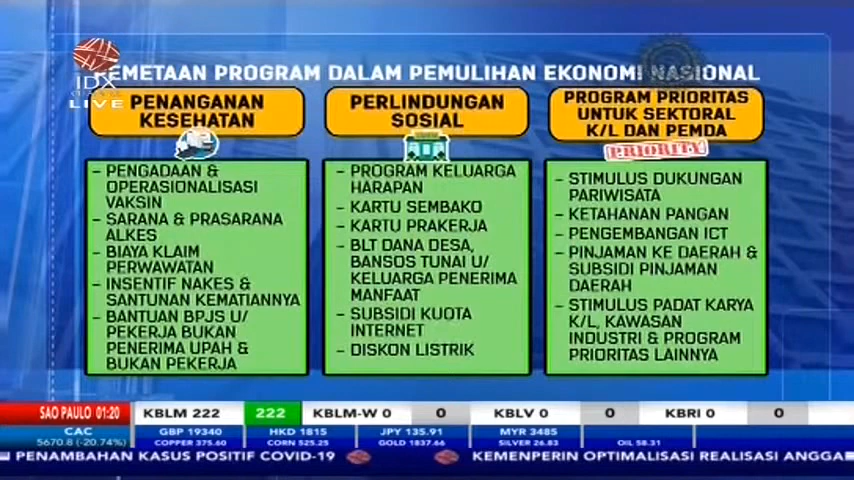 IDX
CHANNEL
LIVE
PEMETAAN PROGRAM DALAM PEMULIHAN EKONOMI NASIONAL
PENANGANAN
KESEHATAN
- PENGADAAN &
OPERASIONALISASI
VAKSIN
- SARANA & PRASARANA
ALKES
- BIAYA KLAIM
PERWAWATAN
- INSENTIF NAKES &
SANTUNAN KEMATIANNYA
- BANTUAN BPJS U/
PEKERJA BUKAN
PENERIMA UPAH &
BUKAN PEKERJA
PERLINDUNGAN
SOSIAL
- PROGRAM KELUARGA
HARAPAN
- KARTU SEMBAKO
- KARTU PRAKERJA
- BLT DANA DESA,
BANSOS TUNAI U/
KELUARGA PENERIMA
MANFAAT
- SUBSIDI KUOTA
INTERNET
- DISKON LISTRIK
PROGRAM PRIORITAS
UNTUK SEKTORAL
K/L DAN PEMDA
PRIORITY
- STIMULUS DUKUNGAN
PARIWISATA
- KETAHANAN PANGAN
- PENGEMBANGAN ICT
- PINJAMAN KE DAERAH &
SUBSIDI PINJAMAN
DAERAH
- STIMULUS PADAT KARYA
K/L, KAWASAN
INDUSTRI & PROGRAM
PRIORITAS LAINNYA
SAO PAULO 01:20 KBLM 222 222 KBLM-W 0 0 KBLV 0 0 KBRI 0 0
CAC GBP 19340 HKD 1815 JPY 135.91 MYR 3485
5670.8 (-20.74%) COPPER 375.60 CORN 525.25 GOLD 1837.66 SILVER 26.83 OIL 58.31
PENAMBAHAN KASUS POSITIF COVID-19 KEMENPERIN OPTIMALISASI REALISASI ANGGA